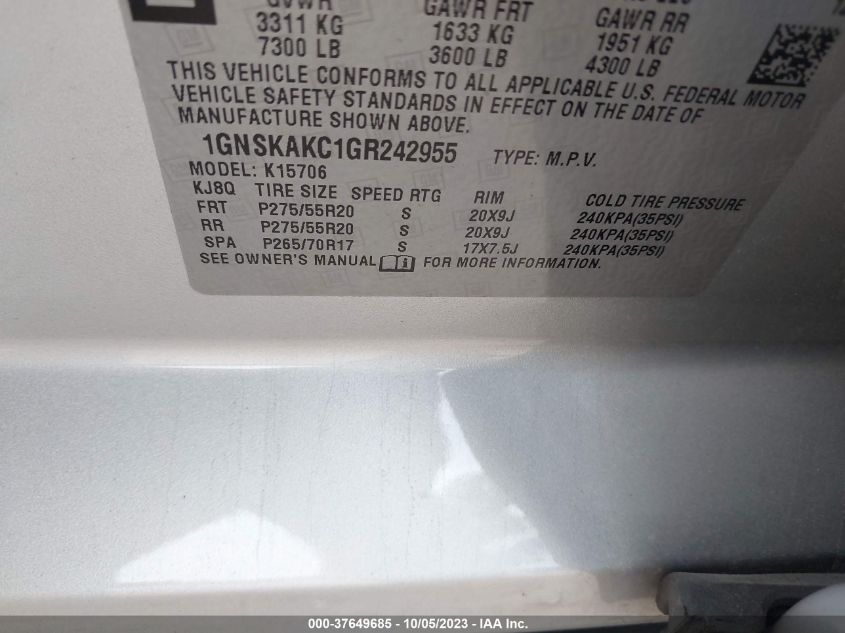 GVWR GAWR FRT GAWR RR
3311 KG 1633 KG 1951 KG
7300 LB 3600 LB 4300 LB
THIS VEHICLE CONFORMS TO ALL APPLICABLE U.S. FEDERAL MOTOR
VEHICLE SAFETY STANDARDS IN EFFECT ON THE DATE OF
MANUFACTURE SHOWN ABOVE.
1GNSKAKC1GR242955 TYPE: M.P.V.
MODEL: K15706
KJ8Q TIRE SIZE SPEED RTG RIM COLD TIRE PRESSURE
FRT P275/55R20 S 20X9J 240KPA(35PSI)
RR P275/55R20 S 20X9J 240KPA(35PSI)
SPA P265/70R17 S 17X7.5J 240KPA(35PSI)
SEE OWNER'S MANUAL FOR MORE INFORMATION.
000-37649685 - 10/05/2023 - IAA Inc.